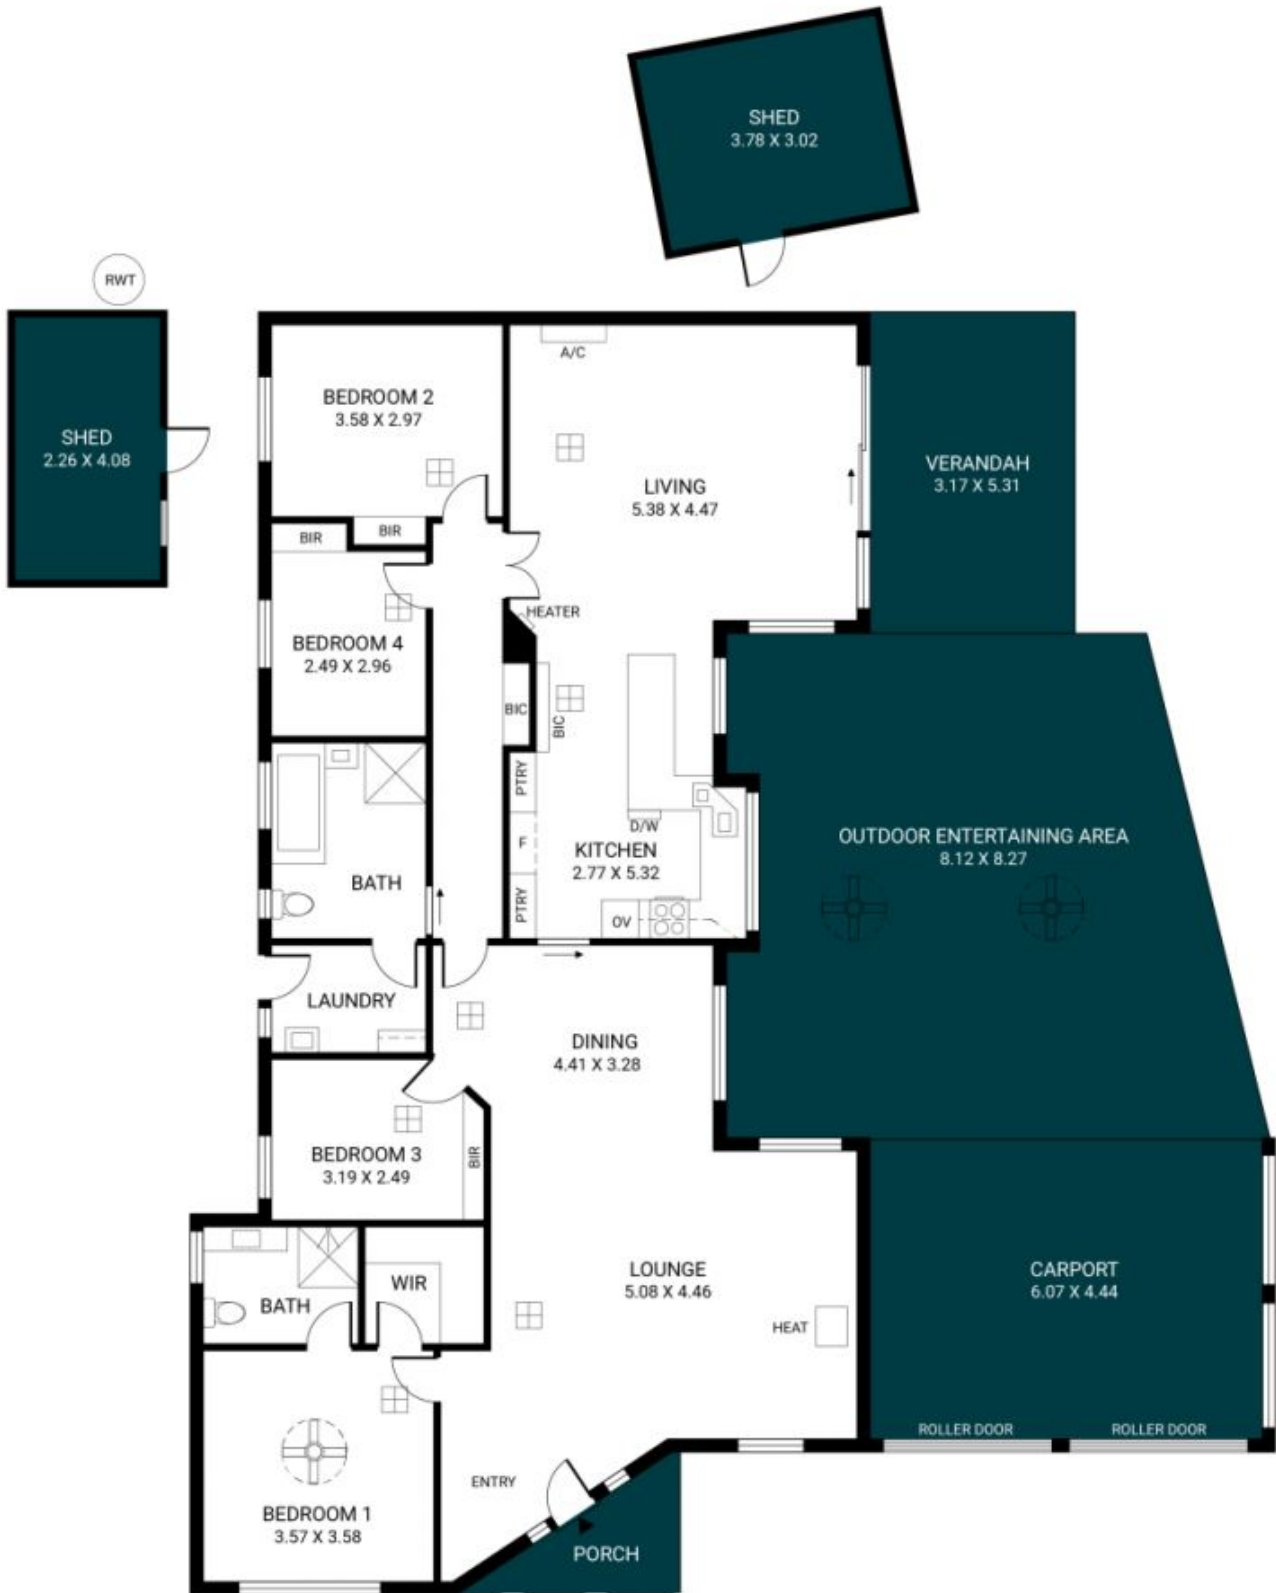 SHED
3.78 X 3.02
RWT
SHED
2.26 X 4.08
BEDROOM 2
3.58 X 2.97
A/C
LIVING
5.38 X 4.47
VERANDAH
3.17 X 5.31
BIR
BIR
HEATER
BEDROOM 4
2.49 X 2.96
BIC
BIC
PTRY
F
PTRY
D/W
KITCHEN
2.77 X 5.32
OV
OUTDOOR ENTERTAINING AREA
8.12 X 8.27
BATH
LAUNDRY
DINING
4.41 X 3.28
BEDROOM 3
3.19 X 2.49
BIR
BATH
WIR
LOUNGE
5.08 X 4.46
HEAT
CARPORT
6.07 X 4.44
ROLLER DOOR
ROLLER DOOR
ENTRY
BEDROOM 1
3.57 X 3.58
PORCH